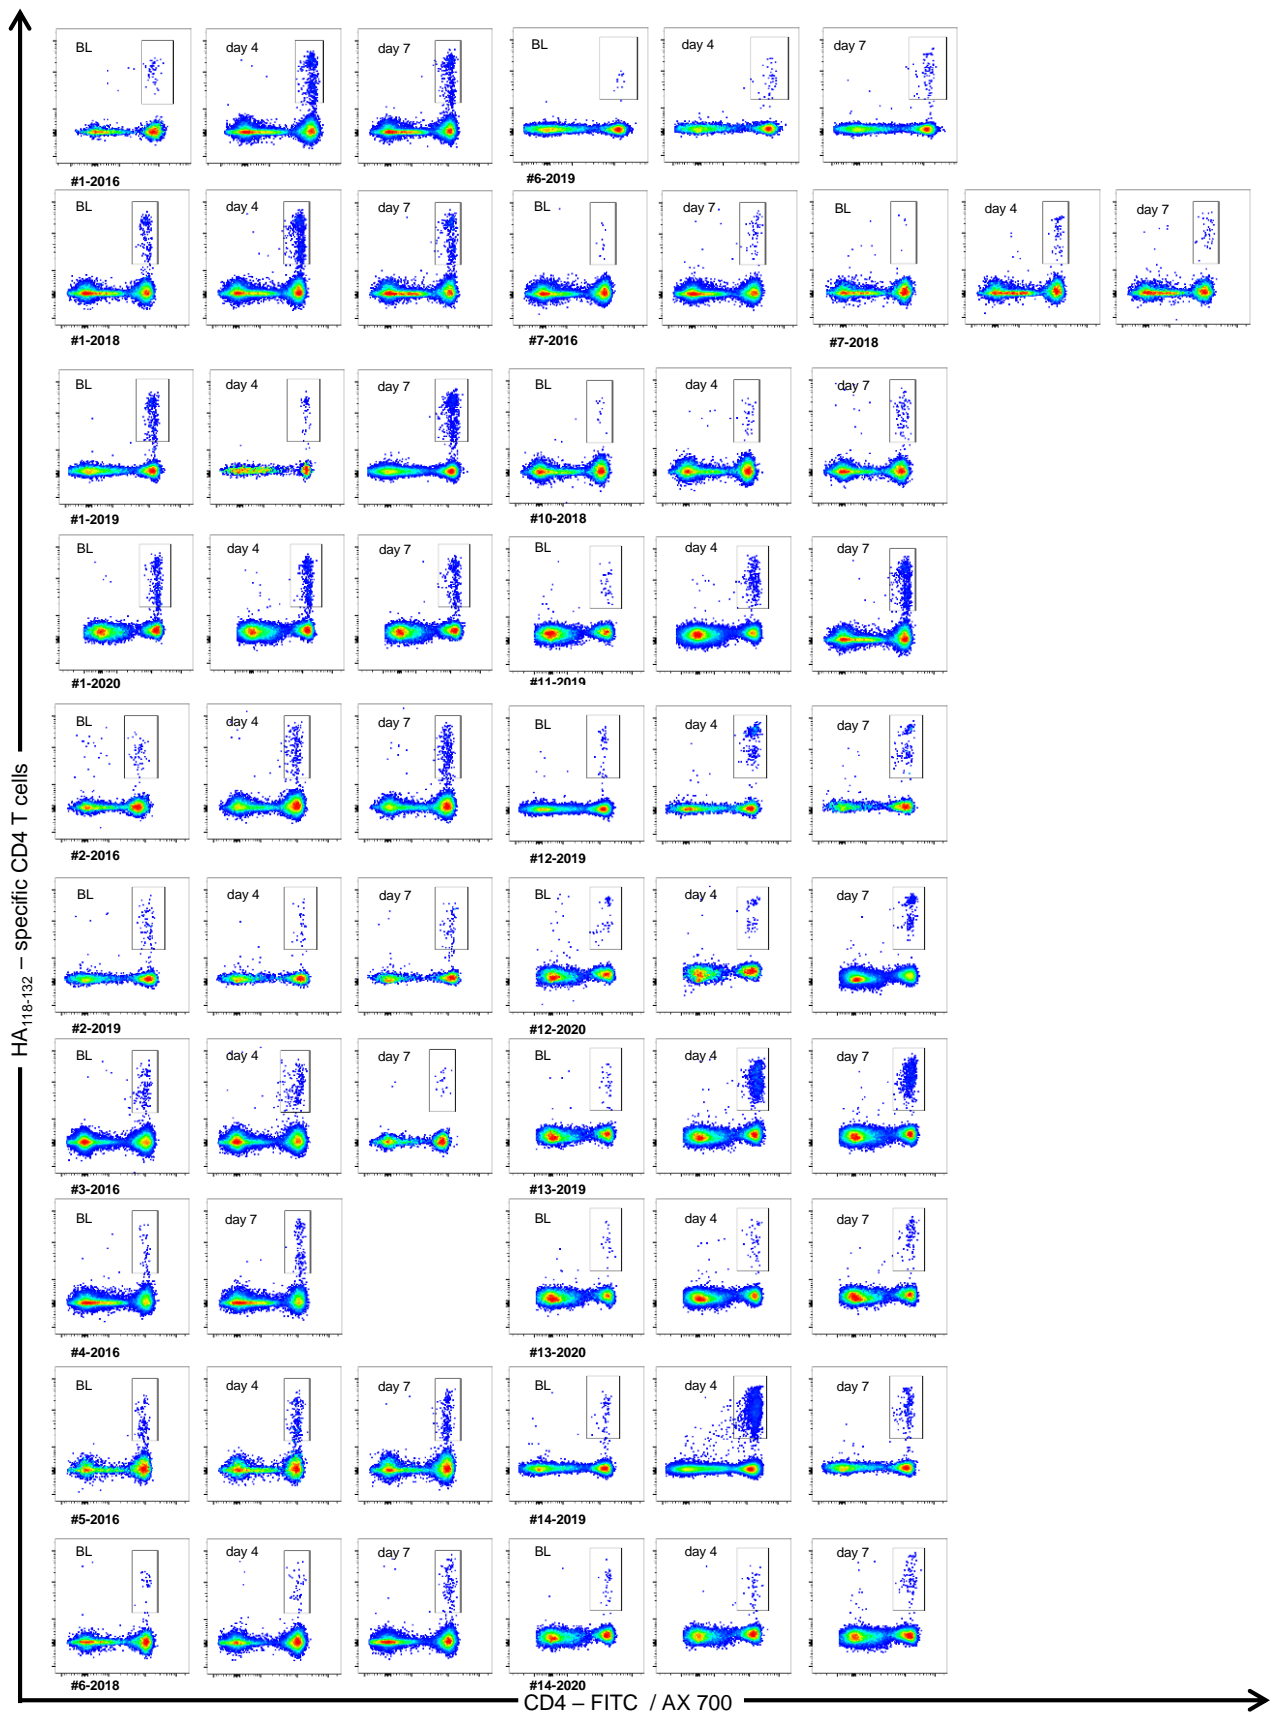 BL day 4 day 7 BL day 4 day 7
#1-2016 #6-2019
BL day 4 day 7 BL day 7 BL day 4 day 7
#1-2018 #7-2016 #7-2018
BL day 4 day 7 BL day 4 day 7
#1-2019 #10-2018
BL day 4 day 7 BL day 4 day 7
#1-2020 #11-2019
BL day 4 day 7 BL day 4 day 7
#2-2016 #12-2019
BL day 4 day 7 BL day 4 day 7
#2-2019 #12-2020
BL day 4 day 7 BL day 4 day 7
#3-2016 #13-2019
BL day 7 BL day 4 day 7
#4-2016 #13-2020
BL day 4 day 7 BL day 4 day 7
#5-2016 #14-2019
BL day 4 day 7 BL day 4 day 7
#6-2018 #14-2020
HA118-132 – specific CD4 T cells
CD4 – FITC / AX 700